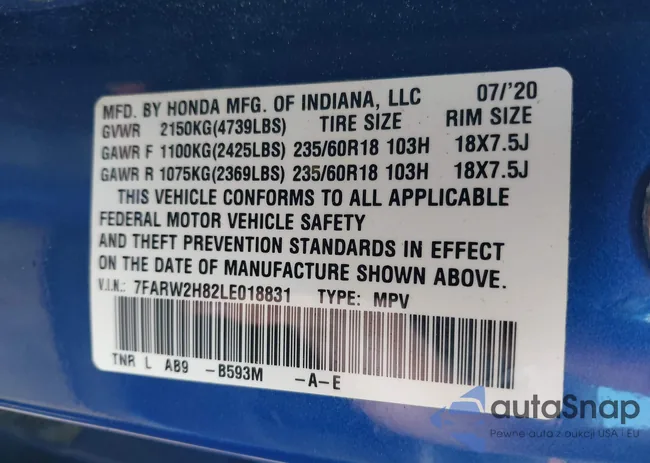 MFD. BY HONDA MFG. OF INDIANA, LLC 07/'20
GVWR 2150KG(4739LBS) TIRE SIZE RIM SIZE
GAWR F 1100KG(2425LBS) 235/60R18 103H 18X7.5J
GAWR R 1075KG(2369LBS) 235/60R18 103H 18X7.5J
THIS VEHICLE CONFORMS TO ALL APPLICABLE
FEDERAL MOTOR VEHICLE SAFETY
AND THEFT PREVENTION STANDARDS IN EFFECT
ON THE DATE OF MANUFACTURE SHOWN ABOVE.
V.I.N.: 7FARW2H82LE018831 TYPE: MPV
TNR L AB9 -B593M -A-E
autaSnap
Pewne auta z aukcji USA i EU